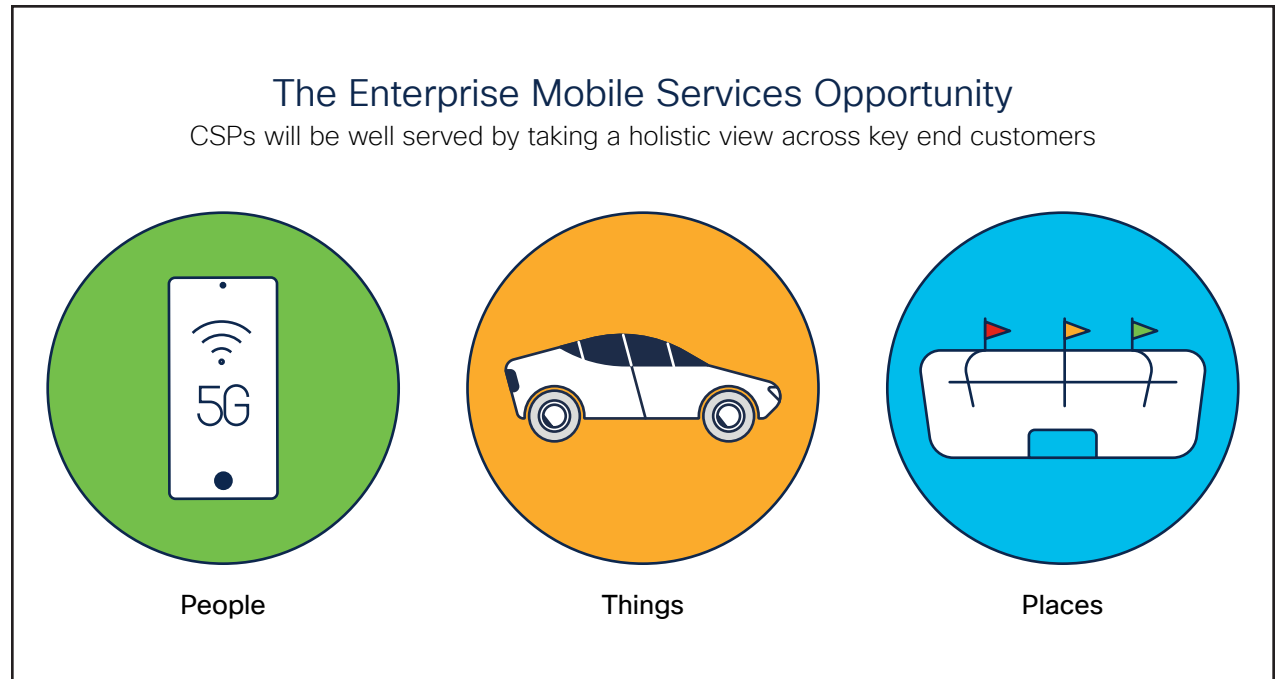 The Enterprise Mobile Services Opportunity
CSPs will be well served by taking a holistic view across key end customers
5G
People
Things
Places